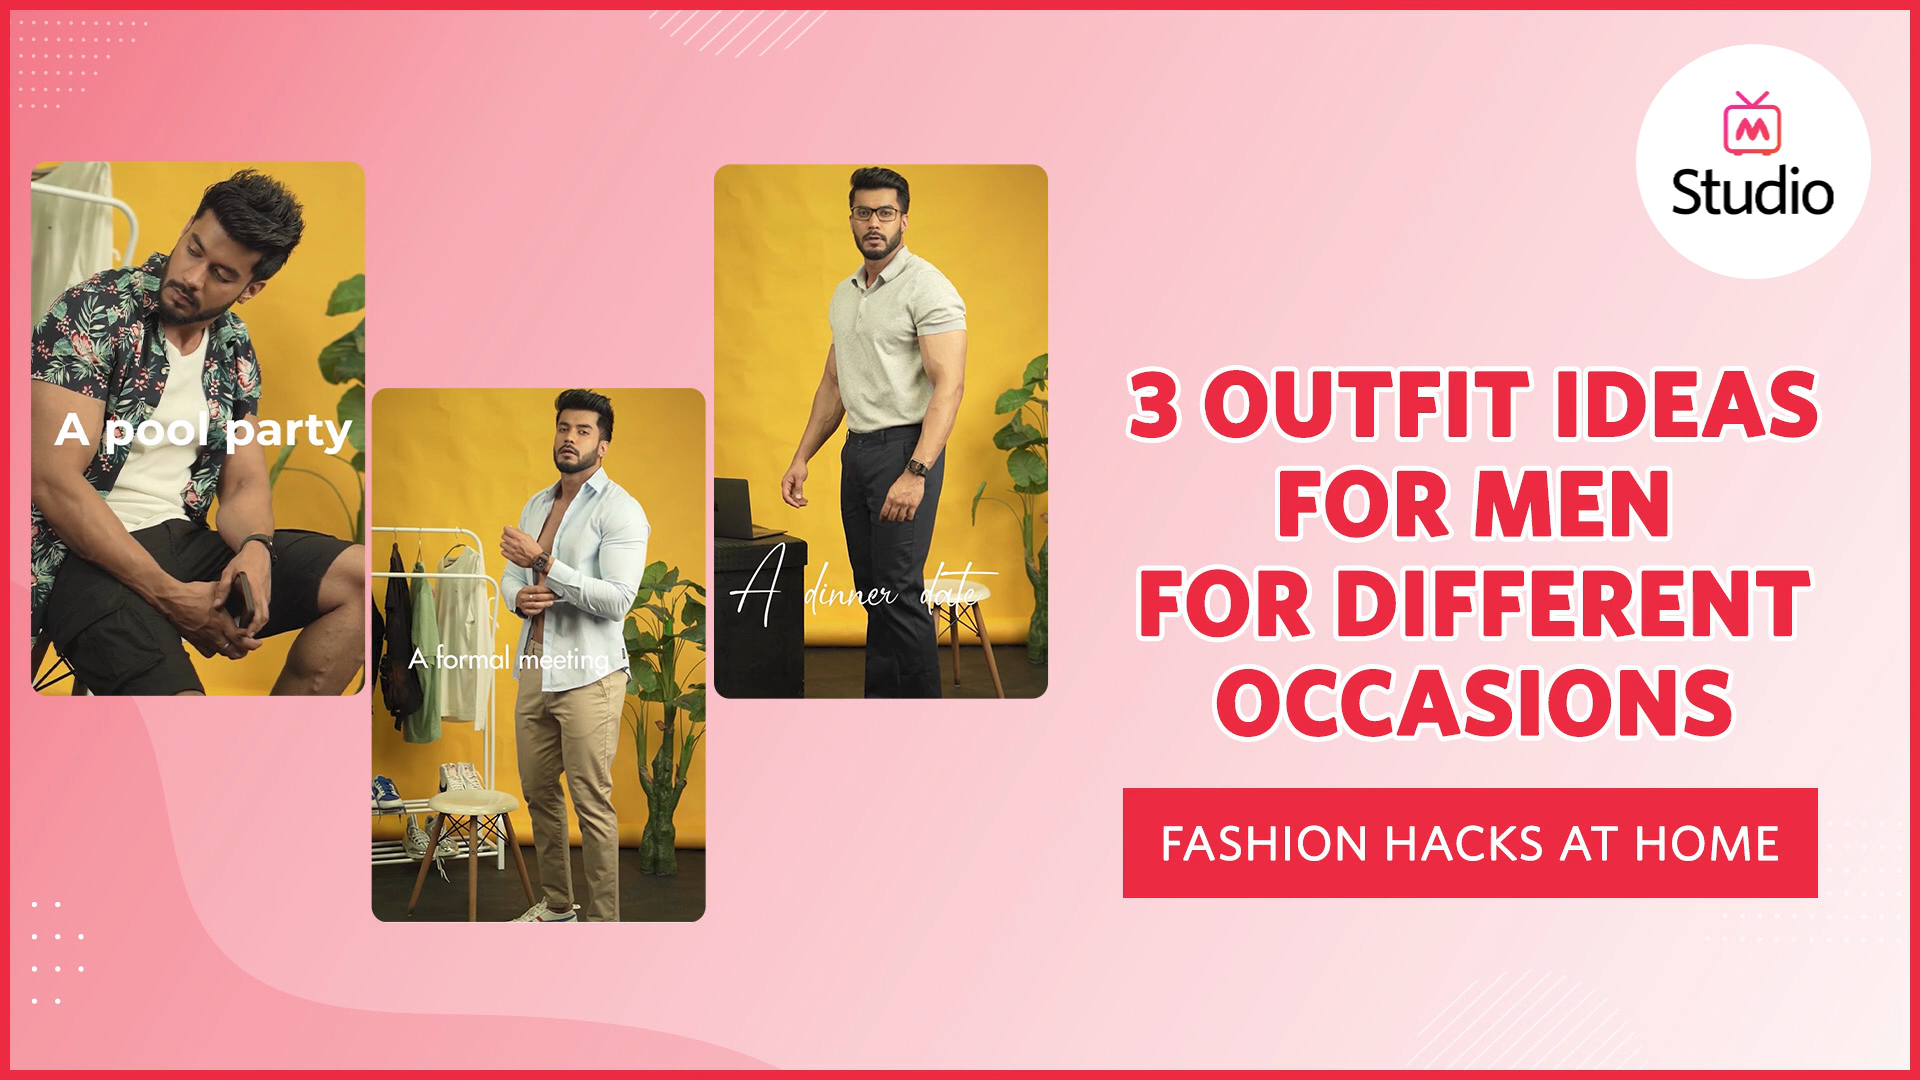 A pool party
A formal meeting
A dinner date
M
Studio
3 OUTFIT IDEAS
FOR MEN
FOR DIFFERENT
OCCASIONS
FASHION HACKS AT HOME